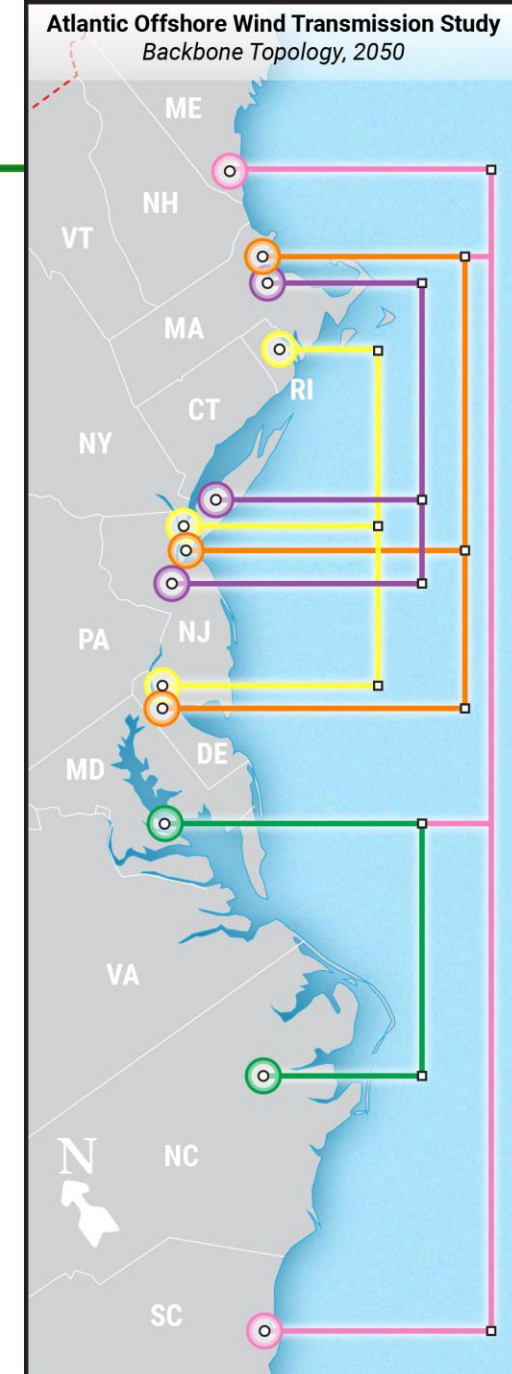 Atlantic Offshore Wind Transmission Study
Backbone Topology, 2050
ME
NH
VT
MA
RI
CT
NY
NJ
PA
DE
MD
VA
N
NC
SC